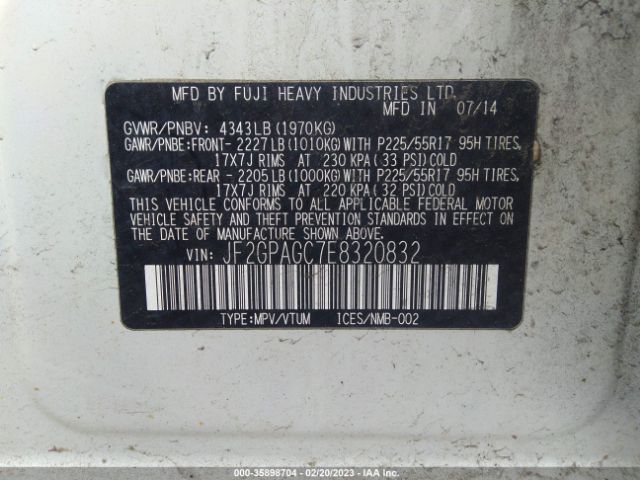 MFD BY FUJI HEAVY INDUSTRIES LTD.
MFD IN 07/14
GVWR/PNBV: 4343LB(1970KG)
GAWR/PNBE:FRONT- 2227LB(1010KG)WITH P225/55R17 95H TIRES,
17X7J RIMS AT 230 KPA(33 PSI)COLD
GAWR/PNBE:REAR - 2205LB(1000KG)WITH P225/55R17 95H TIRES,
17X7J RIMS AT 220 KPA(32 PSI)COLD
THIS VEHICLE CONFORMS TO ALL APPLICABLE FEDERAL MOTOR
VEHICLE SAFETY AND THEFT PREVENTION STANDARDS IN EFFECT
ON THE DATE OF MANUFACTURE SHOWN ABOVE.
VIN: JF2GPAGC7E8320832
TYPE:MPV/VTUM ICES/NMB-002
000-35898704 - 02/20/2023 - © IAA Inc.